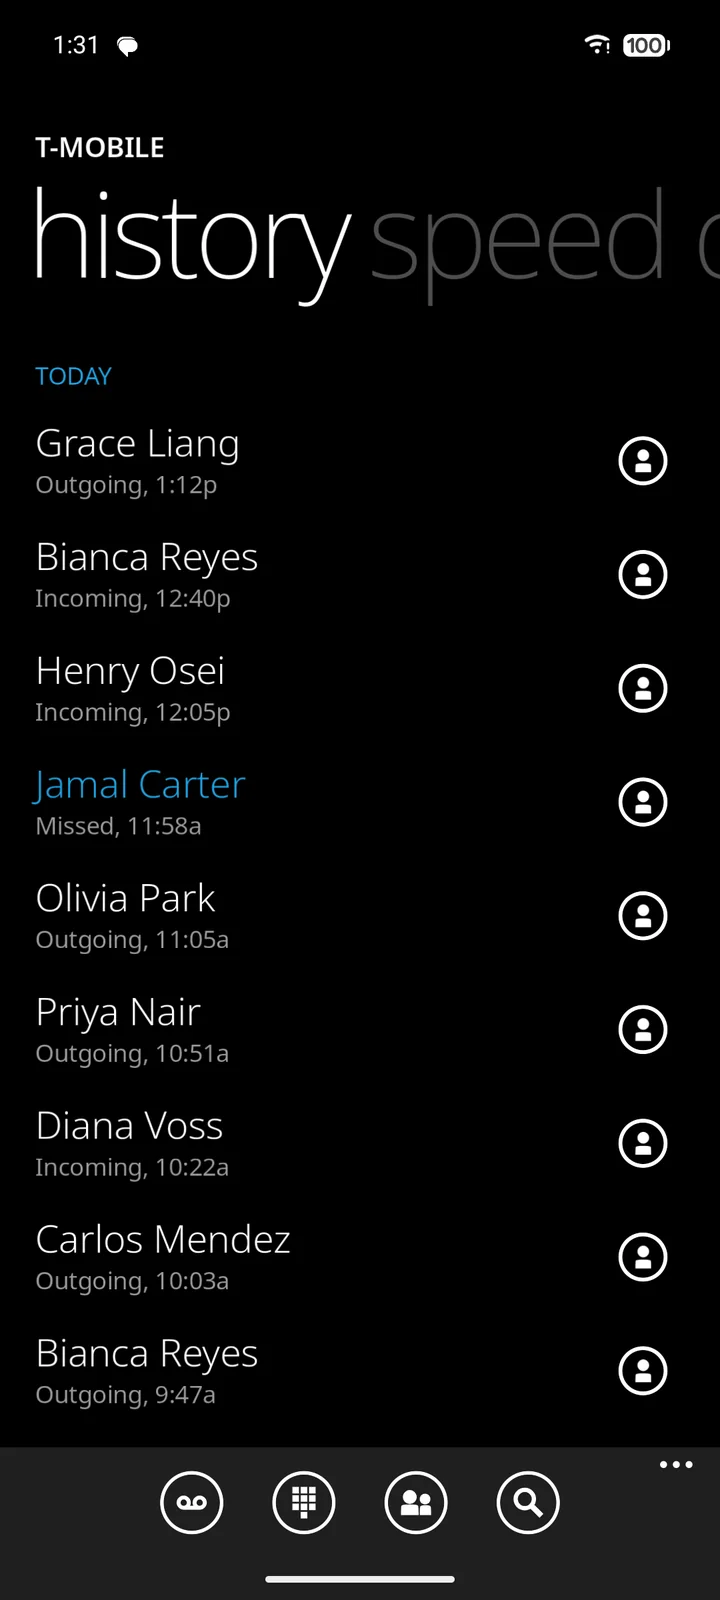 1:31
100
T-MOBILE
history speed
TODAY
Grace Liang
Outgoing, 1:12p
Bianca Reyes
Incoming, 12:40p
Henry Osei
Incoming, 12:05p
Jamal Carter
Missed, 11:58a
Olivia Park
Outgoing, 11:05a
Priya Nair
Outgoing, 10:51a
Diana Voss
Incoming, 10:22a
Carlos Mendez
Outgoing, 10:03a
Bianca Reyes
Outgoing, 9:47a